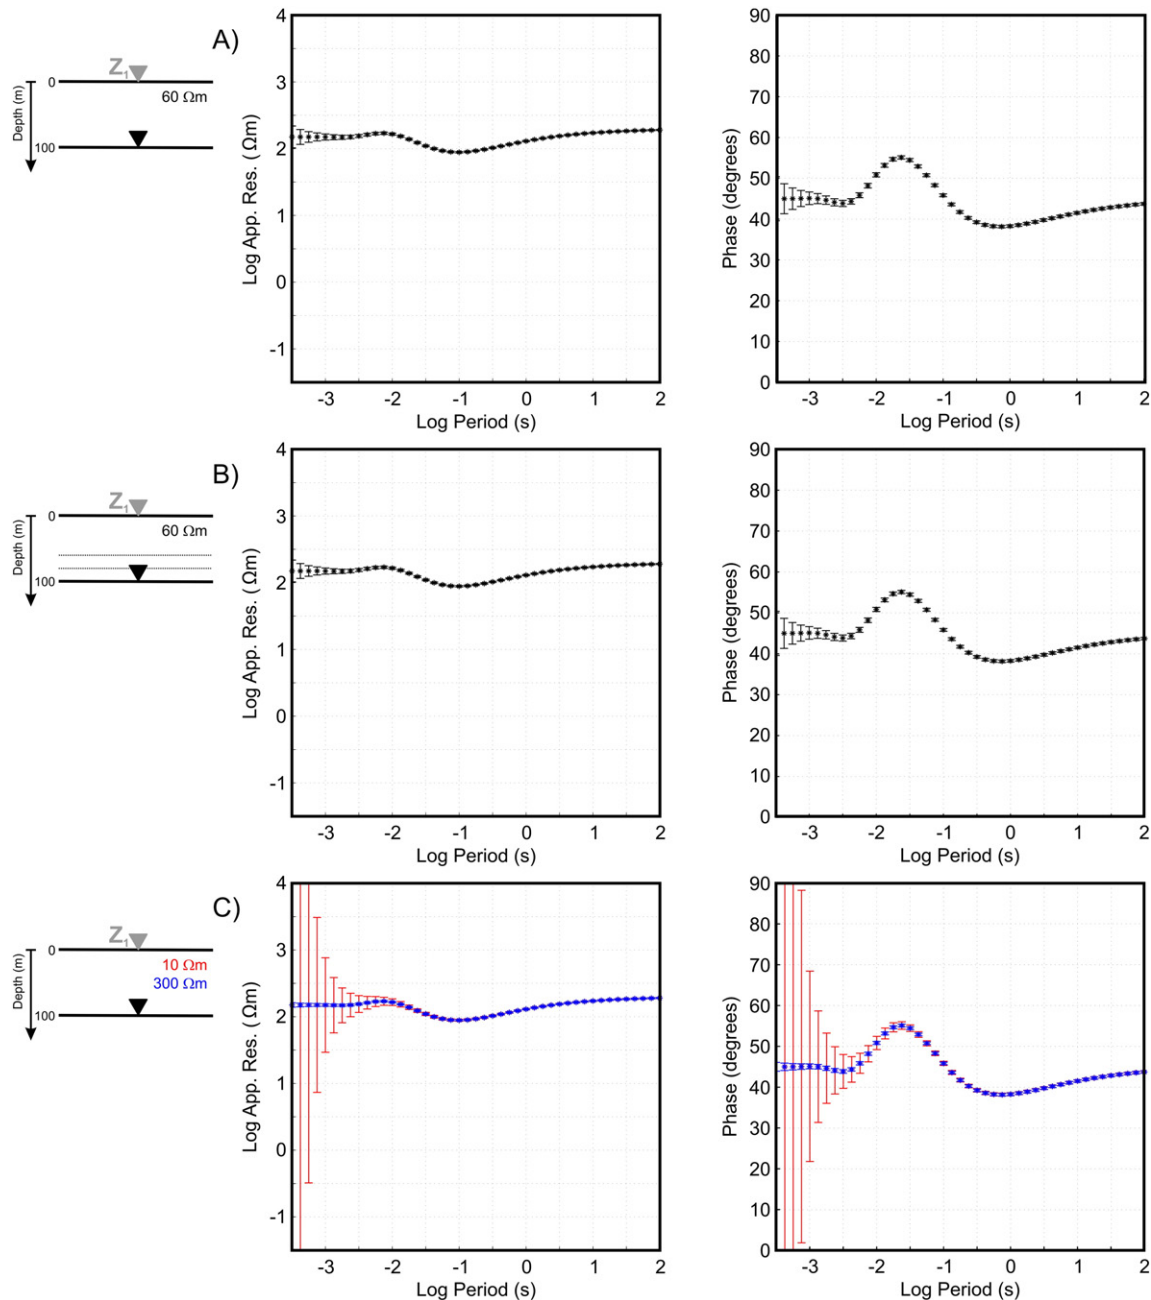 A)
Z1
0
60 Ωm
100
Depth (m)
4
3
2
1
0
-1
Log App. Res. ( Ωm)
-3 -2 -1 0 1 2
Log Period (s)
90
80
70
60
50
40
30
20
10
0
Phase (degrees)
-3 -2 -1 0 1 2
Log Period (s)
B)
Z1
0
60 Ωm
100
Depth (m)
4
3
2
1
0
-1
Log App. Res. ( Ωm)
-3 -2 -1 0 1 2
Log Period (s)
90
80
70
60
50
40
30
20
10
0
Phase (degrees)
-3 -2 -1 0 1 2
Log Period (s)
C)
Z1
0
10 Ωm
300 Ωm
100
Depth (m)
4
3
2
1
0
-1
Log App. Res. ( Ωm)
-3 -2 -1 0 1 2
Log Period (s)
90
80
70
60
50
40
30
20
10
0
Phase (degrees)
-3 -2 -1 0 1 2
Log Period (s)